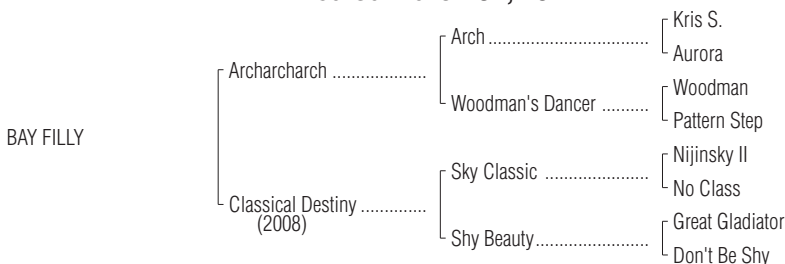 Kris S.
Arch ................................
Aurora
Archarcharch ....................
Woodman
Woodman's Dancer ..........
Pattern Step
BAY FILLY
Nijinsky II
Sky Classic ......................
No Class
Classical Destiny ..............
(2008)
Great Gladiator
Shy Beauty........................
Don't Be Shy